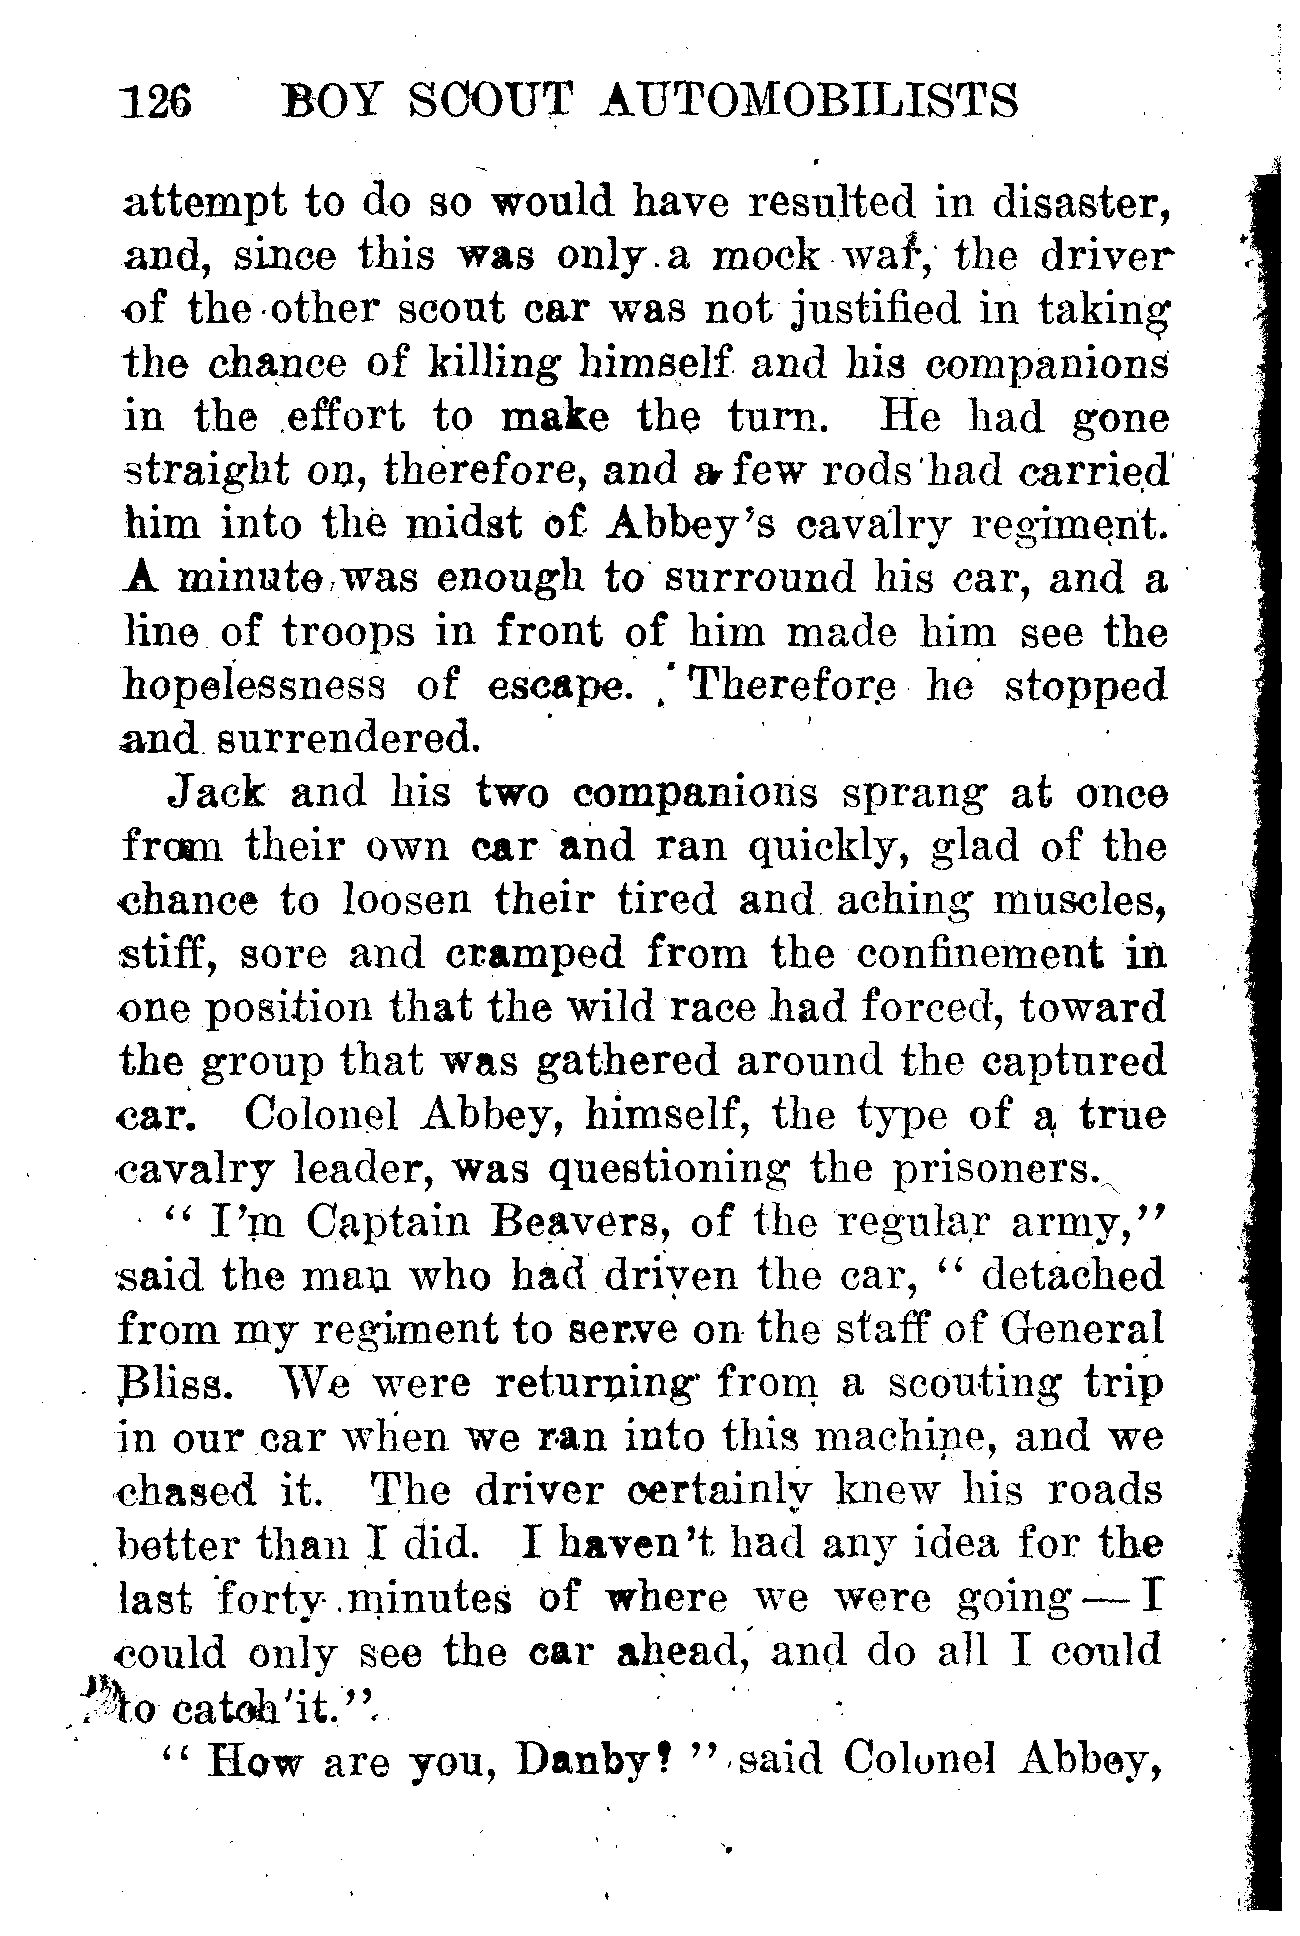 126 BOY SCOUT AUTOMOBILISTS
attempt to do so would have resulted in disaster,
and, since this was only a mock war, the driver
of the other scout car was not justified in taking
the chance of killing himself and his companions
in the effort to make the turn. He had gone
straight on, therefore, and a few rods had carried
him into the midst of Abbey's cavalry regiment.
A minute was enough to surround his car, and a
line of troops in front of him made him see the
hopelessness of escape. Therefore he stopped
and surrendered.
Jack and his two companions sprang at once
from their own car and ran quickly, glad of the
chance to loosen their tired and aching muscles,
stiff, sore and cramped from the confinement in
one position that the wild race had forced, toward
the group that was gathered around the captured
car. Colonel Abbey, himself, the type of a true
cavalry leader, was questioning the prisoners.
" I'm Captain Beavers, of the regular army,"
said the man who had driven the car, " detached
from my regiment to serve on the staff of General
Bliss. We were returning from a scouting trip
in our car when we ran into this machine, and we
chased it. The driver certainly knew his roads
better than I did. I haven't had any idea for the
last forty minutes of where we were going — I
could only see the car ahead, and do all I could
to catch it."
" How are you, Danby? " said Colonel Abbey,